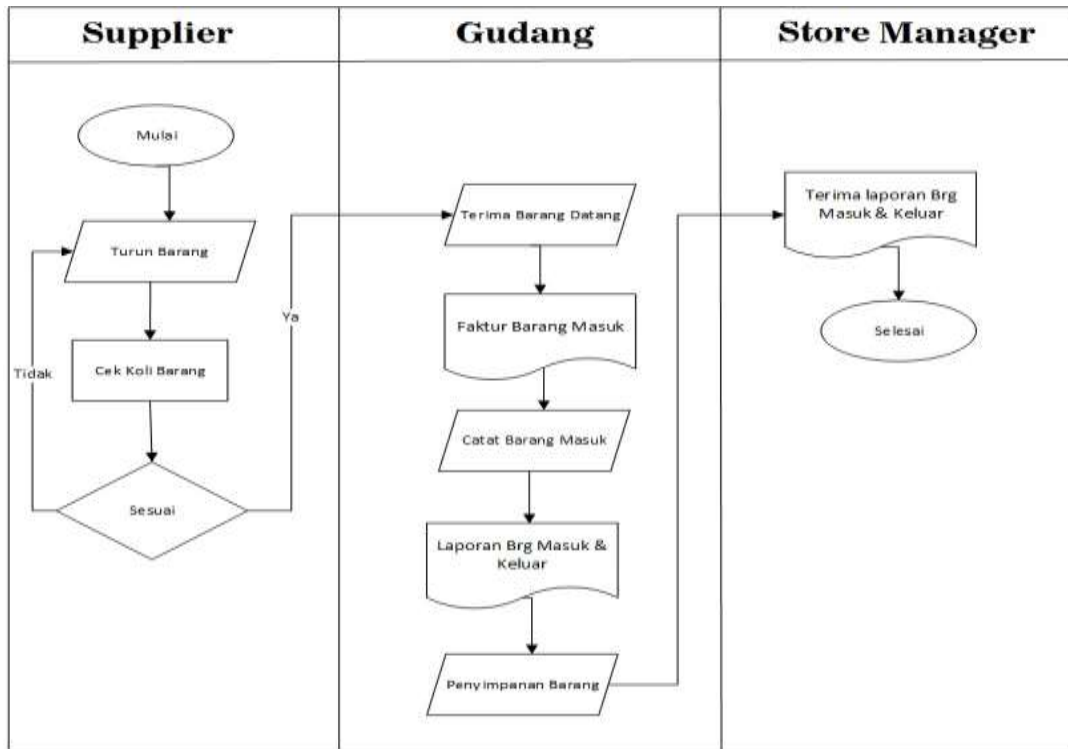 Supplier
Gudang
Store Manager
Mulai
Turun Barang
Cek Koli Barang
Sesuai
Tidak
Ya
Terima Barang Datang
Faktur Barang Masuk
Catat Barang Masuk
Laporan Brg Masuk &
Keluar
Penyimpanan Barang
Terima laporan Brg
Masuk & Keluar
Selesai